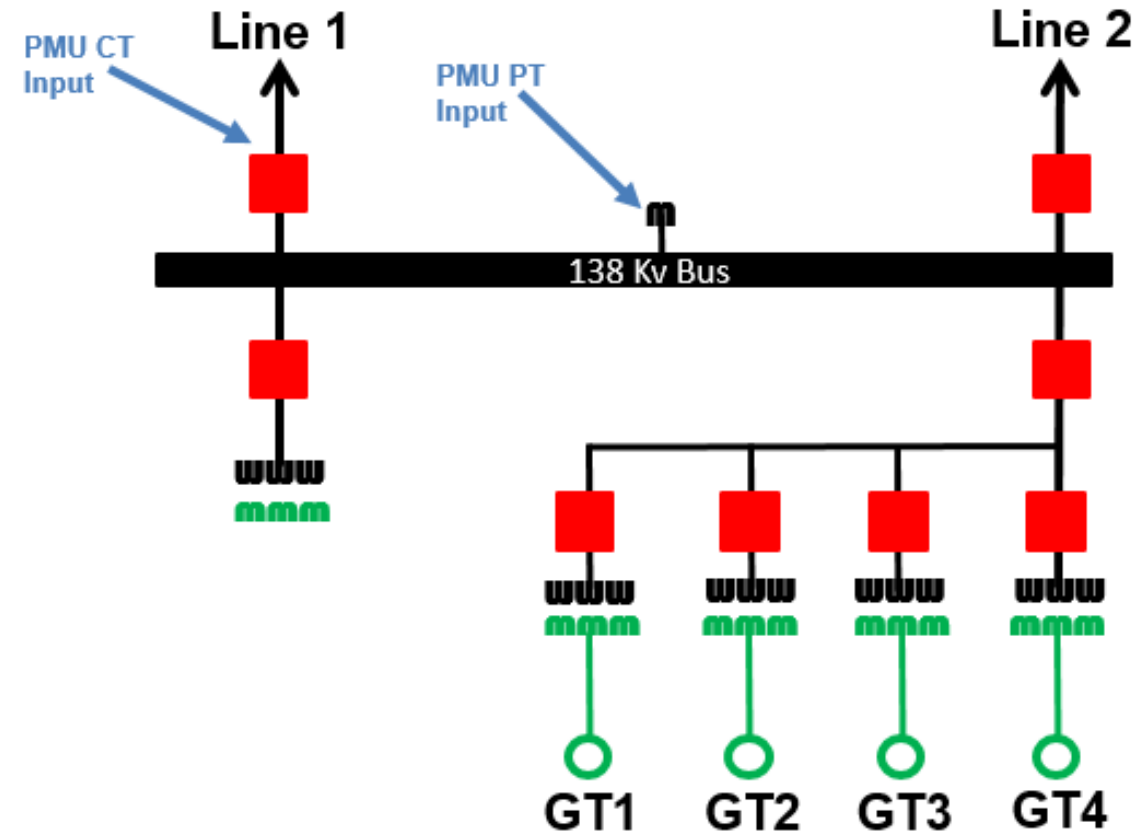 Line 1
Line 2
PMU CT
Input
PMU PT
Input
138 Kv Bus
GT1
GT2
GT3
GT4